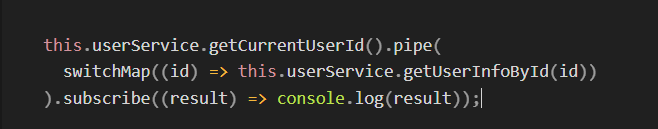 this.userService.getCurrentUserId().pipe(
  switchMap((id) => this.userService.getUserInfoById(id))
).subscribe((result) => console.log(result));